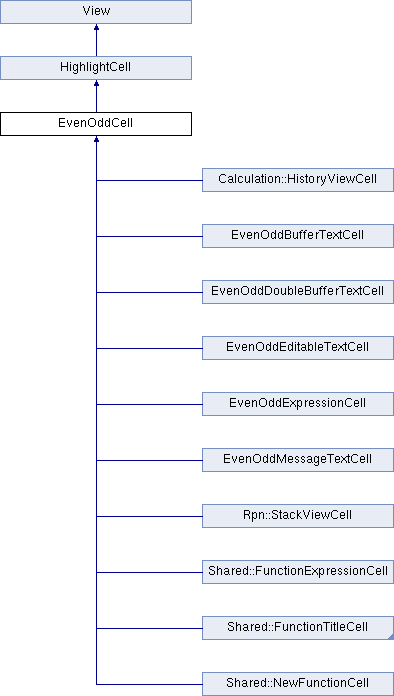 View
HighlightCell
EvenOddCell
Calculation::HistoryViewCell
EvenOddBufferTextCell
EvenOddDoubleBufferTextCell
EvenOddEditableTextCell
EvenOddExpressionCell
EvenOddMessageTextCell
Rpn::StackViewCell
Shared::FunctionExpressionCell
Shared::FunctionTitleCell
Shared::NewFunctionCell